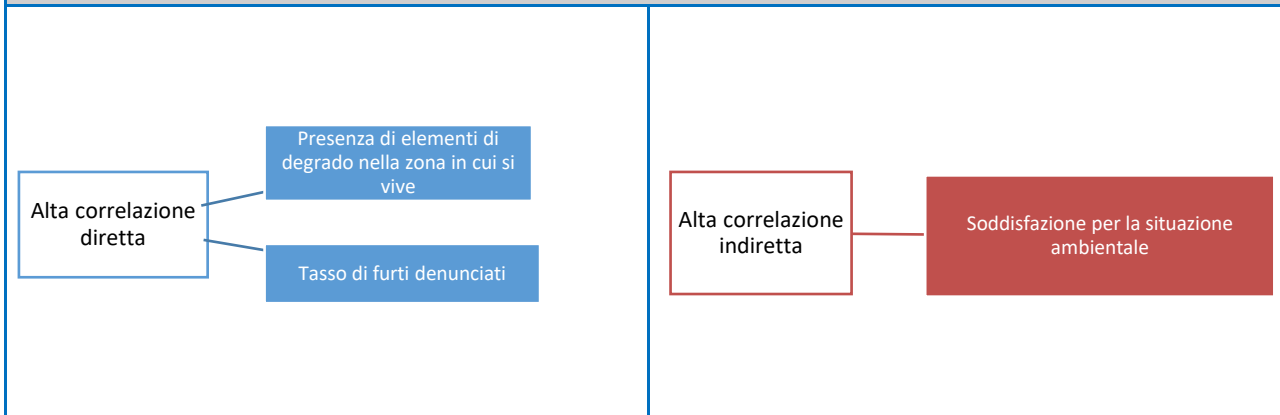 Alta correlazione
diretta
Presenza di elementi di
degrado nella zona in cui si
vive
Tasso di furti denunciati
Alta correlazione
indiretta
Soddisfazione per la situazione
ambientale